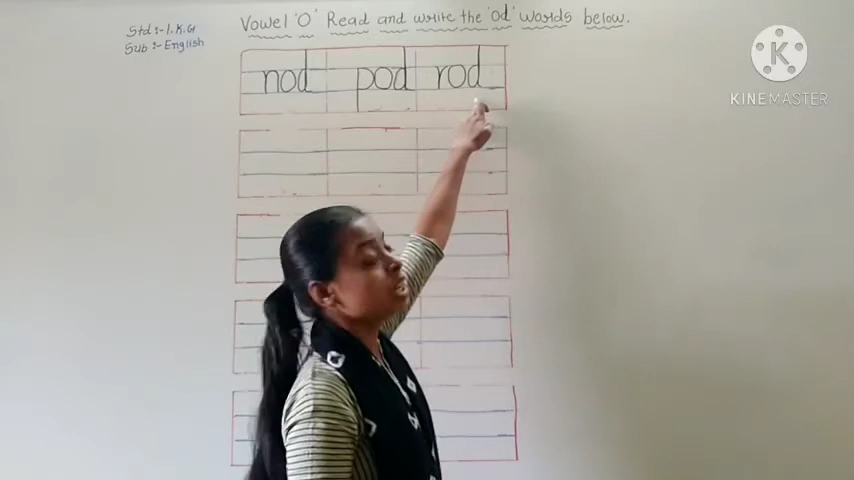 Std :- I.K.G
Sub :- English
Vowel 'O' Read and write the 'od' words below.
nod pod rod
K
KINEMASTER